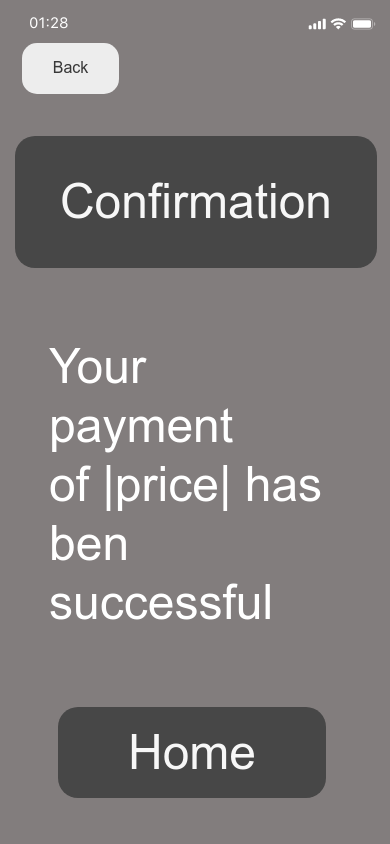 01:28
Back
Confirmation
Your
payment
of |price| has
ben
successful
Home